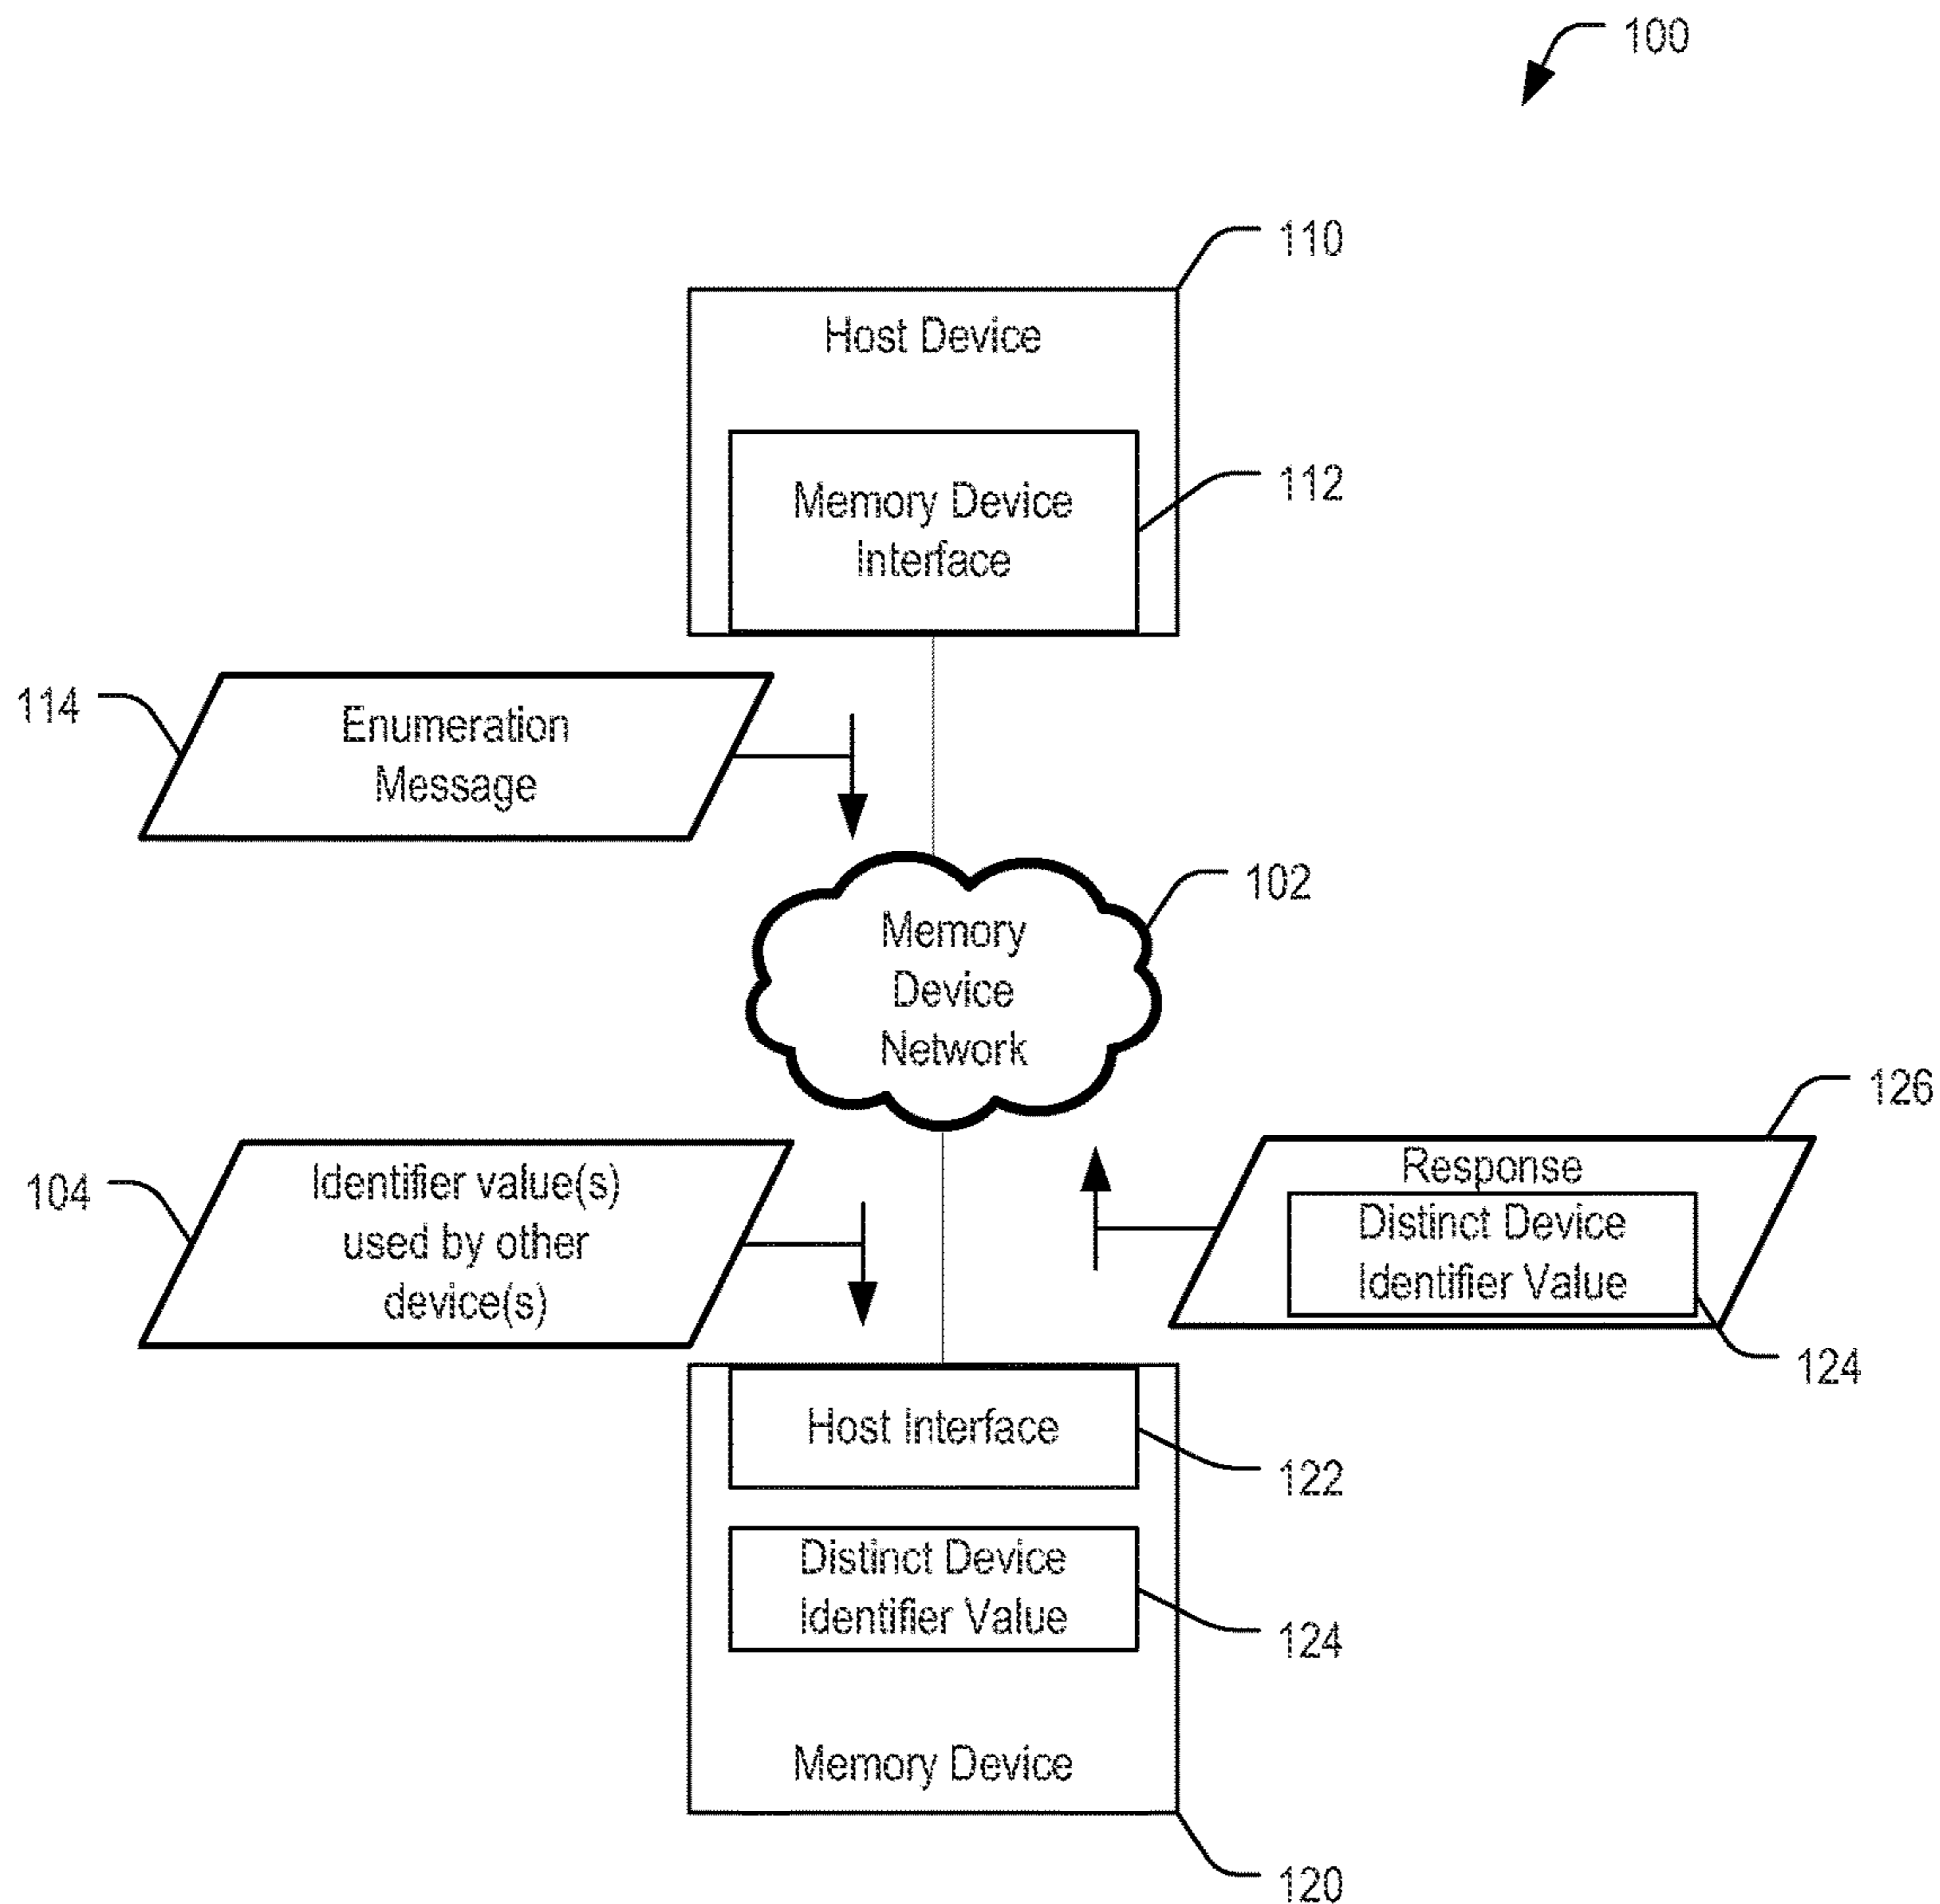 100
110
Host Device
112
Memory Device
Interface
114
Enumeration
Message
102
Memory
Device
Network
126
104
Identifier value(s)
used by other
device(s)
Response
Distinct Device
Identifier Value
124
Host Interface
122
Distinct Device
Identifier Value
124
Memory Device
120